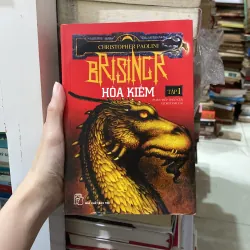 CHRISTOPHER PAOLINI
BRISINGR
HỎA KIẾM
TẬP 1